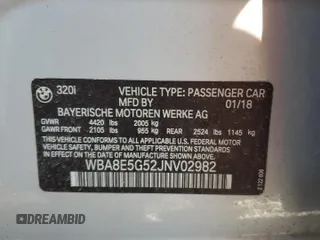 320i VEHICLE TYPE: PASSENGER CAR
MFD BY 01/18
BAYERISCHE MOTOREN WERKE AG
GVWR 4420 lbs 2005 kg
GAWR FRONT 2105 lbs 955 kg REAR 2524 lbs 1145 kg
THIS VEHICLE CONFORMS TO ALL APPLICABLE
U.S. FEDERAL MOTOR VEHICLE SAFETY,
BUMPER, AND THEFT PREVENTION STANDARDS
IN EFFECT ON THE DATE OF MANUFACTURE
SHOWN ABOVE.
WBA8E5G52JNV02982
DREAMBID
DREAMBID